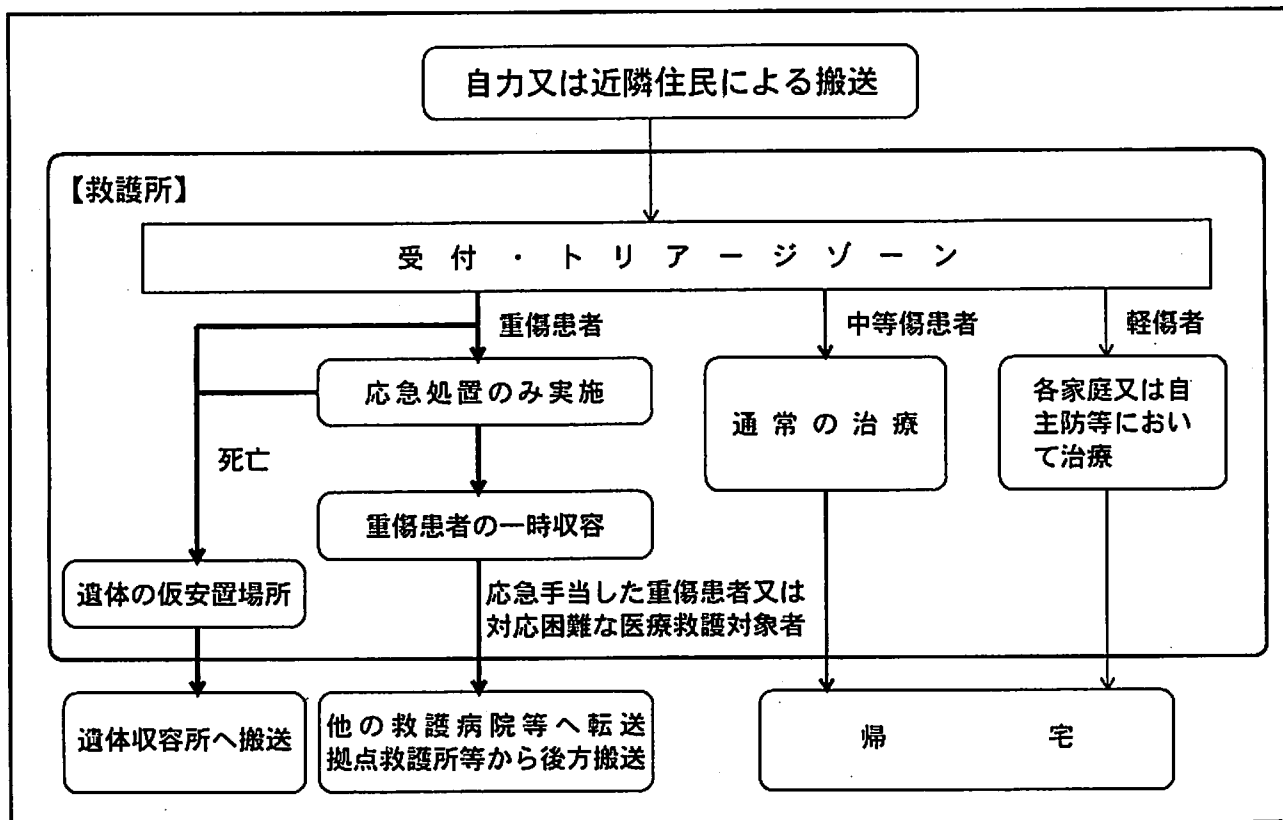 自力又は近隣住民による搬送
【救護所】
受付・トリアージゾーン
重傷患者
中等傷患者
軽傷者
応急処置のみ実施
通常の治療
各家庭又は自
主防等におい
て治療
死亡
重傷患者の一時収容
遺体の仮安置場所
応急手当した重傷患者又は
対応困難な医療救護対象者
遺体収容所へ搬送
他の救護病院等へ転送
拠点救護所等から後方搬送
帰宅